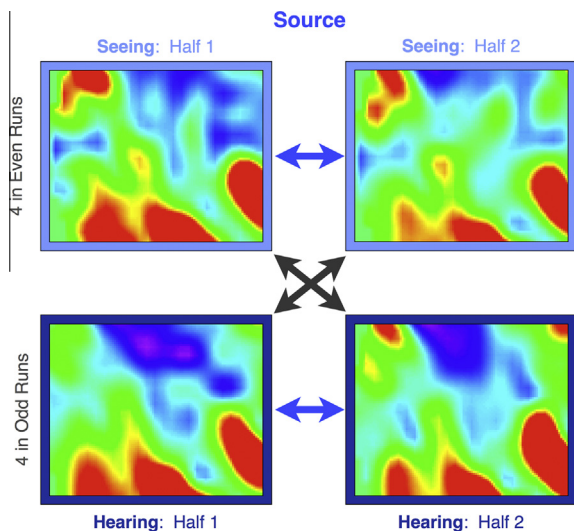 Source
Seeing: Half 1
Seeing: Half 2
4 in Even Runs
4 in Odd Runs
Hearing: Half 1
Hearing: Half 2